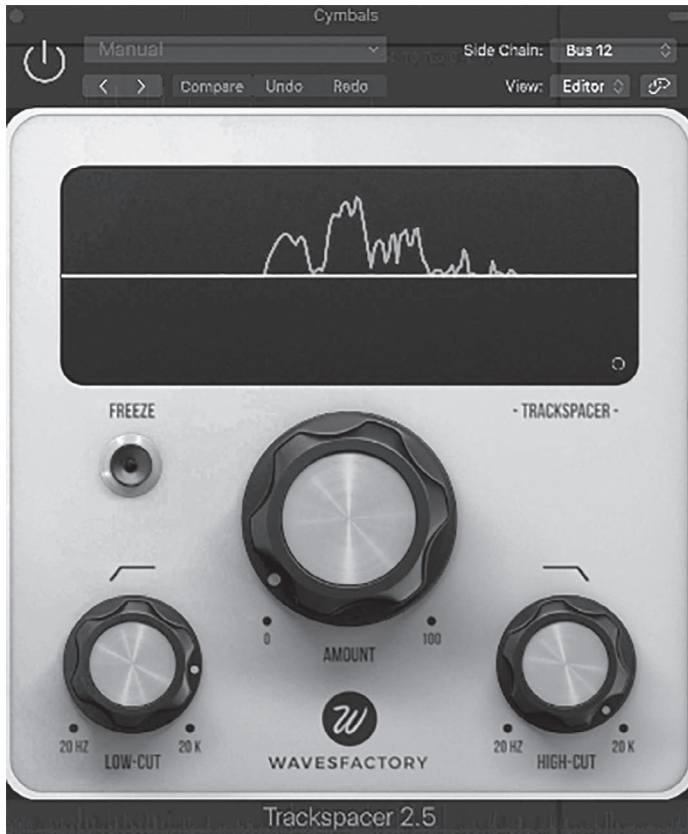 Cymbals
Manual
Side Chain: Bus 12
Compare Undo Redo
View: Editor
FREEZE
- TRACKSPACER -
0
100
AMOUNT
20 HZ
20 K
LOW-CUT
20 HZ
20 K
HIGH-CUT
W
WAVESFACTORY
Trackspacer 2.5